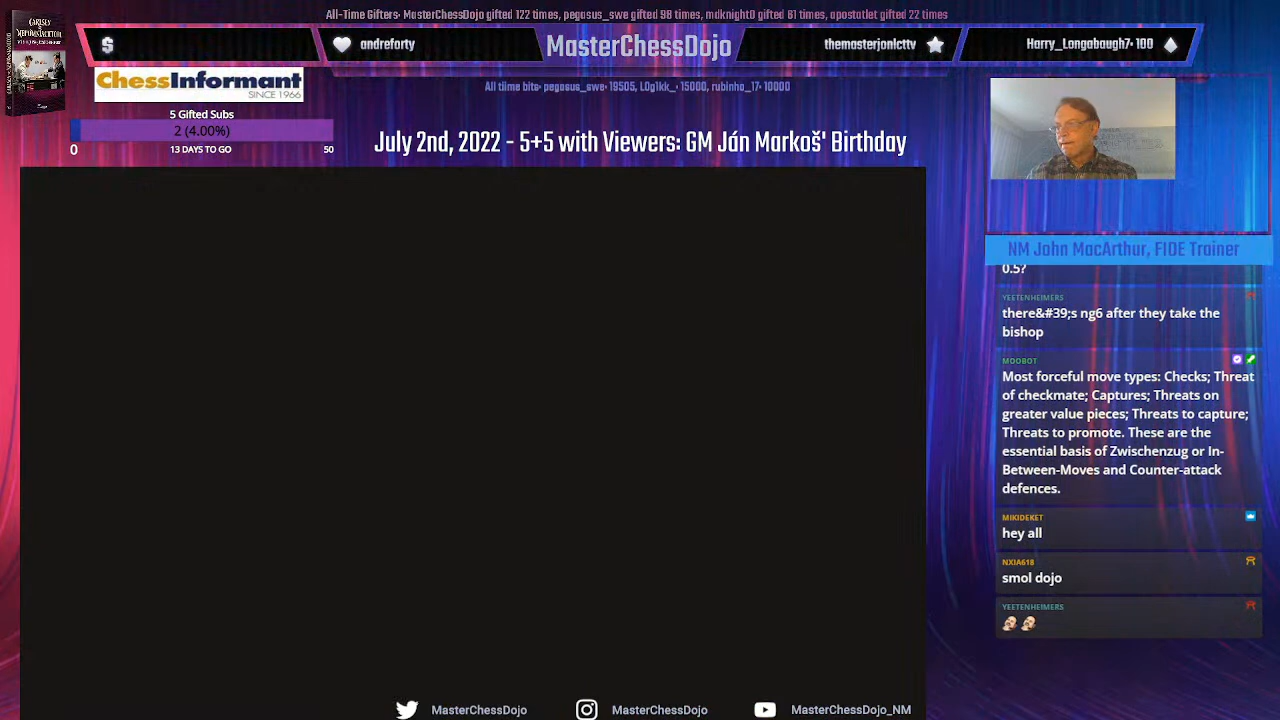 All-Time Gifters· MasterChessDojo gifted 122 times, pegasus_swe gifted 98 times, mdknight0 gifted 61 times, apostatlet gifted 22 times
$
andreforty
MasterChessDojo
themasterjonlcttv
Harry_Longabaugh7· 100
ChessInformant
SINCE 1966
All tiime bits· pegasus_swe· 19505, L0g1kk_· 15000, rubinho_17· 10000
5 Gifted Subs
2 (4.00%)
0
13 DAYS TO GO
50
July 2nd, 2022 - 5+5 with Viewers: GM Ján Markoš' Birthday
NM John MacArthur, FIDE Trainer
0.5?
YEETENHEIMERS
there&#39;s ng6 after they take the
bishop
MOOBOT
Most forceful move types: Checks; Threat
of checkmate; Captures; Threats on
greater value pieces; Threats to capture;
Threats to promote. These are the
essential basis of Zwischenzug or In-
Between-Moves and Counter-attack
defences.
MIKIDEKET
hey all
NXIA618
smol dojo
YEETENHEIMERS
MasterChessDojo
MasterChessDojo
MasterChessDojo_NM